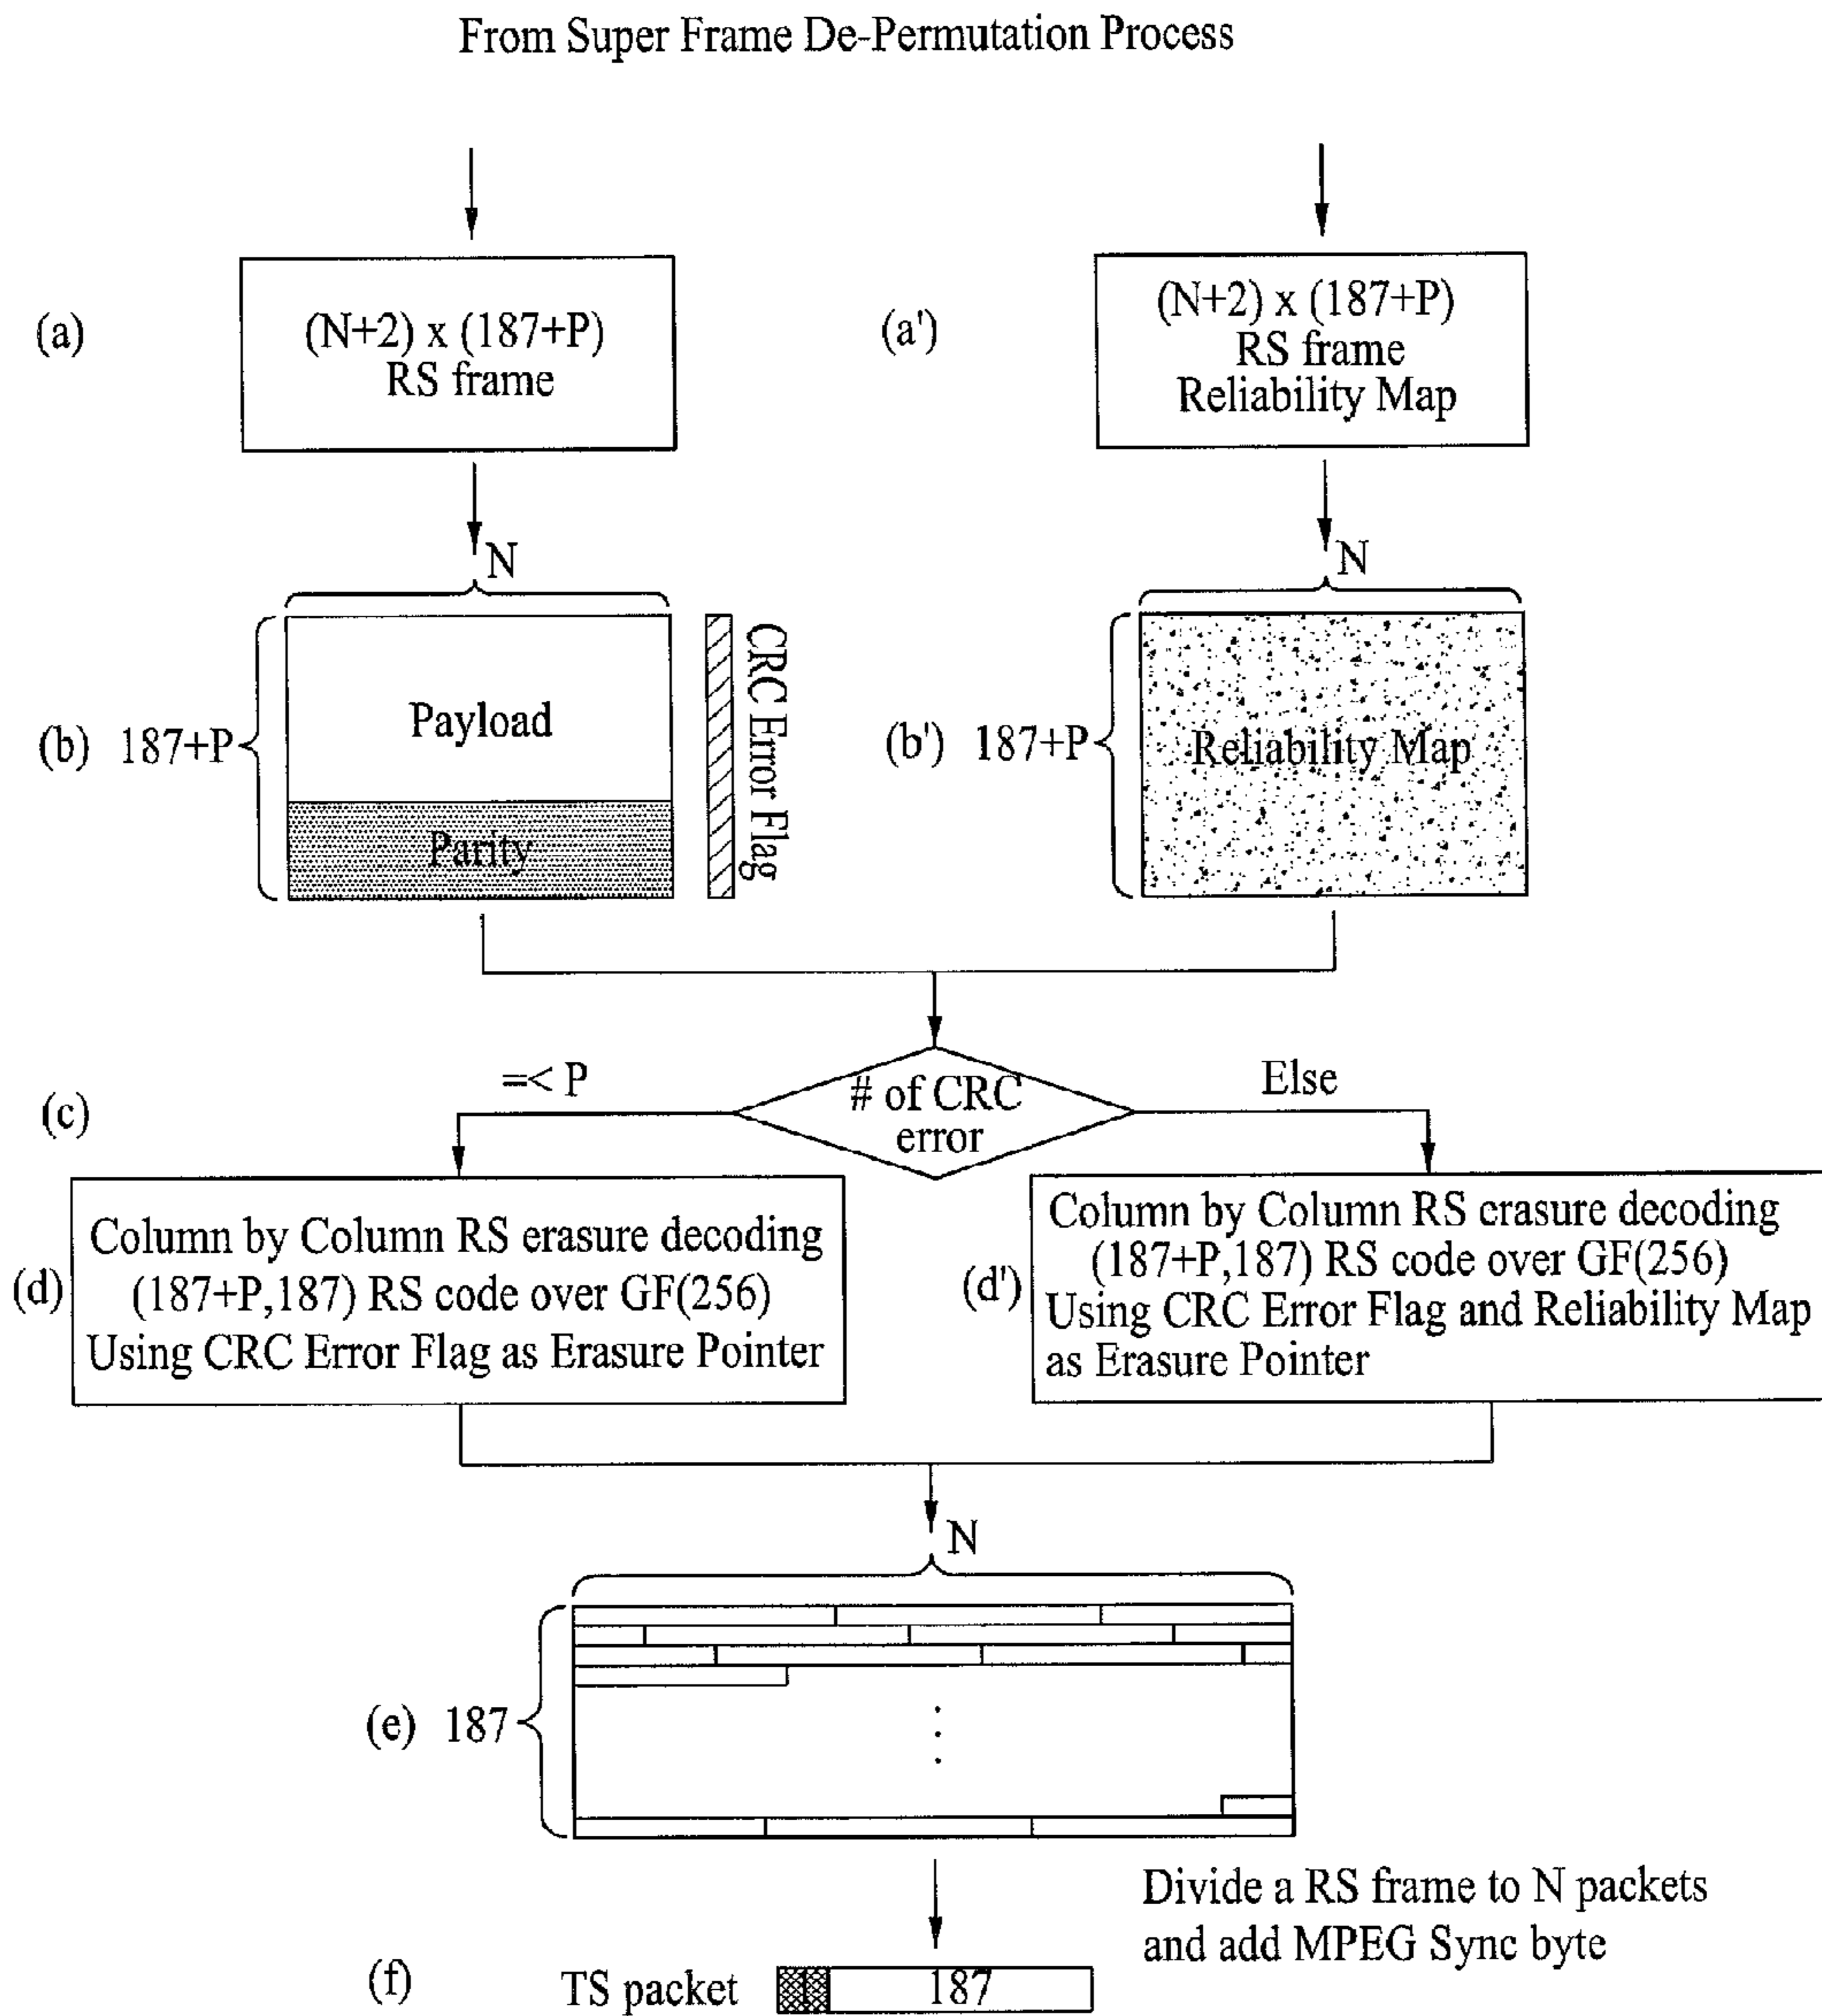 From Super Frame De-Permutation Process
(a)
(N+2) x (187+P)
RS frame
(a')
(N+2) x (187+P)
RS frame
Reliability Map
N
N
(b) 187+P
Payload
Parity
CRC Error Flag
(b') 187+P
Reliability Map
(c)
=< P
# of CRC
error
Else
(d)
Column by Column RS erasure decoding
(187+P,187) RS code over GF(256)
Using CRC Error Flag as Erasure Pointer
(d')
Column by Column RS erasure decoding
(187+P,187) RS code over GF(256)
Using CRC Error Flag and Reliability Map
as Erasure Pointer
N
(e) 187
Divide a RS frame to N packets
and add MPEG Sync byte
(f) TS packet 1 187